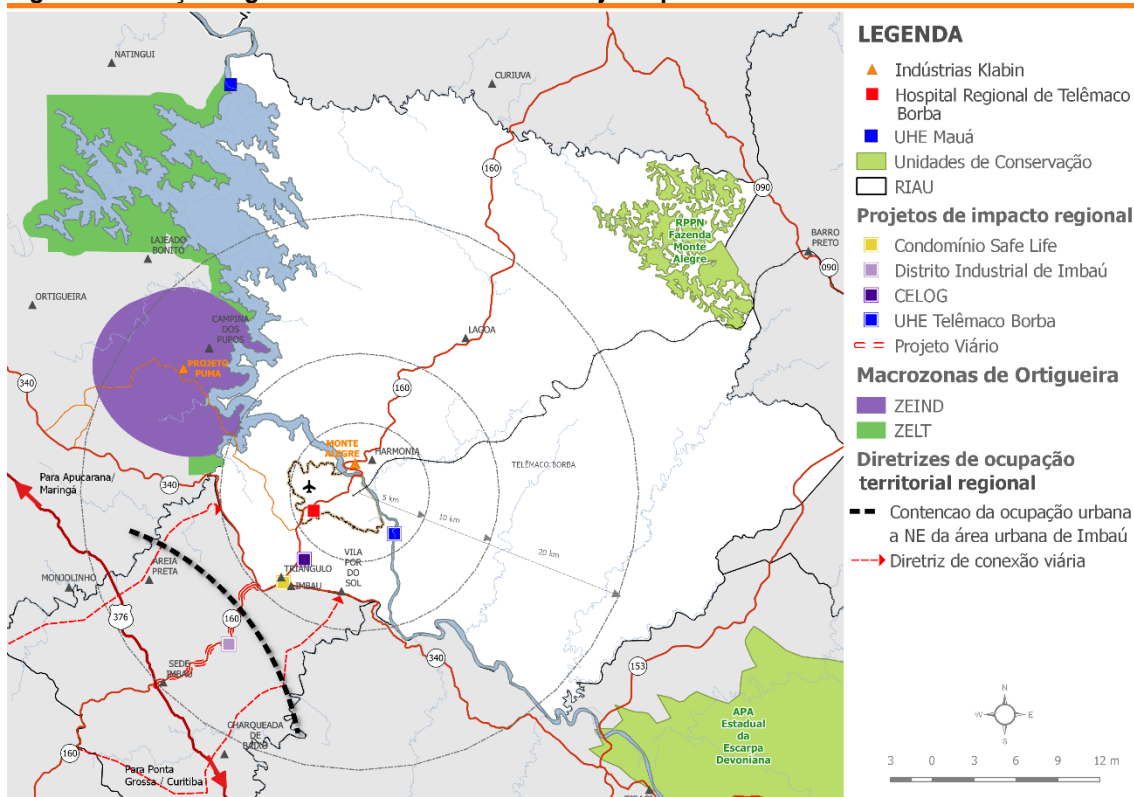 NATINGUI
CURIUVA
160
090
BARRO
PRETO
090
RPPN
Fazenda
Monte
Alegre
LAJEADO
BONITO
ORTIGUEIRA
CAMPINA
DOS
PUPOS
PROJETO
PUMA
LAGOA
340
160
MONTE
ALEGRE
HARMONIA
TELÊMACO BORBA
340
5 km
10 km
20 km
Para Apucarana/
Maringá
VILA
POR
DO
SOL
TRIÂNGULO
IMBAÚ
AREIA
PRETA
MONJOLINHO
376
160
SEDE
IMBAÚ
340
153
CHARQUEADA
DE
BAIXO
160
Para Ponta
Grossa / Curitiba
APA
Estadual
da
Escarpa
Devoniana
LEGENDA
Indústrias Klabin
Hospital Regional de Telêmaco
Borba
UHE Mauá
Unidades de Conservação
RIAU
Projetos de impacto regional
Condomínio Safe Life
Distrito Industrial de Imbaú
CELOG
UHE Telêmaco Borba
Projeto Viário
Macrozonas de Ortigueira
ZEIND
ZELT
Diretrizes de ocupação
territorial regional
Contencao da ocupação urbana
a NE da área urbana de Imbaú
Diretriz de conexão viária
N
W E
S
3 0 3 6 9 12 m